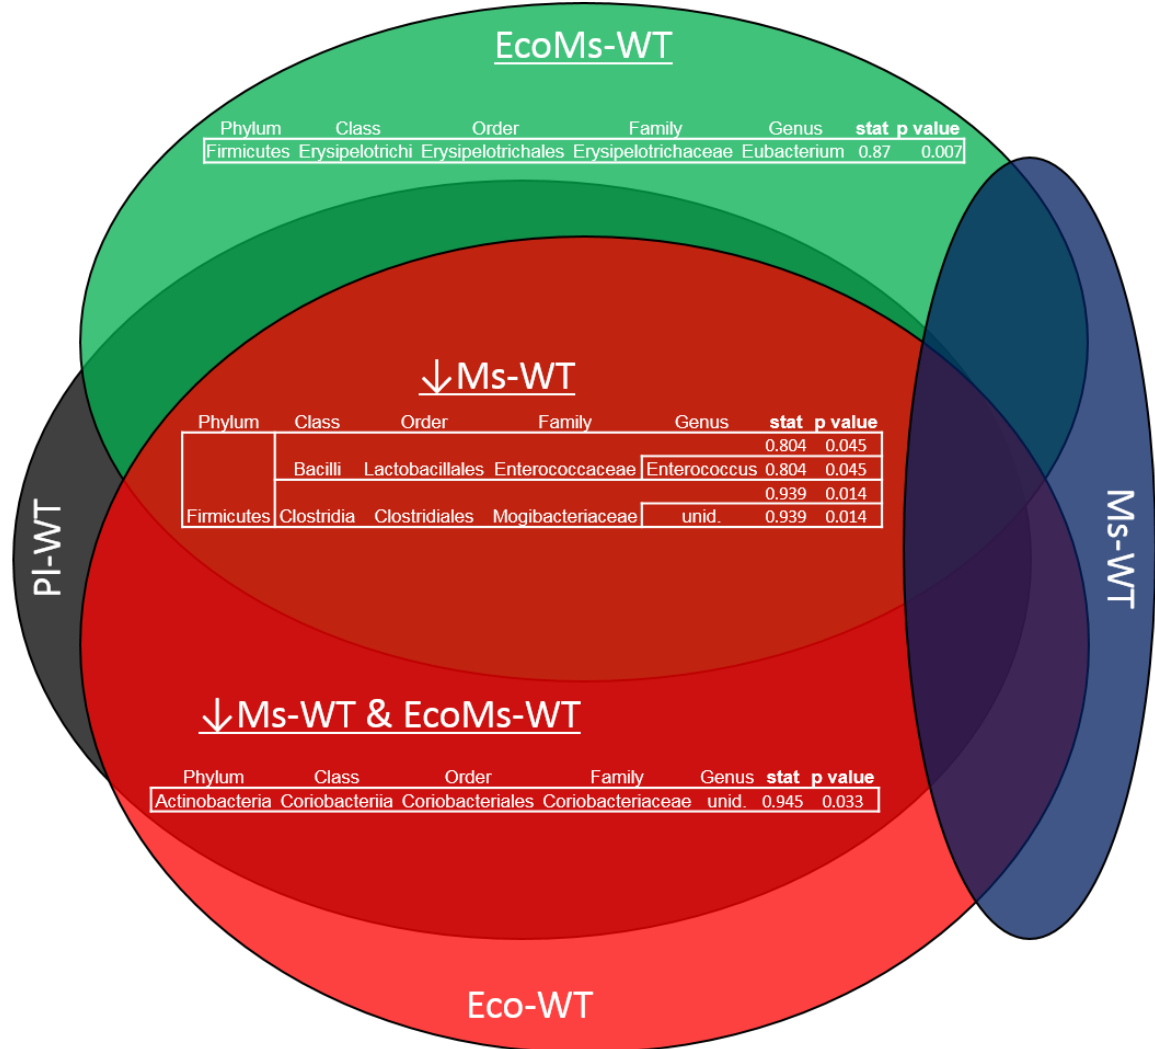 EcoMs-WT
Phylum Class Order Family Genus stat p value
Firmicutes Erysipelotrichi Erysipelotrichales Erysipelotrichaceae Eubacterium 0.87 0.007
↓Ms-WT
Phylum Class Order Family Genus stat p value
0.804 0.045
Bacilli Lactobacillales Enterococcaceae Enterococcus 0.804 0.045
0.939 0.014
Firmicutes Clostridia Clostridiales Mogibacteriaceae unid. 0.939 0.014
Pl-WT
Ms-WT
↓Ms-WT & EcoMs-WT
Phylum Class Order Family Genus stat p value
Actinobacteria Coriobacteriia Coriobacteriales Coriobacteriaceae unid. 0.945 0.033
Eco-WT